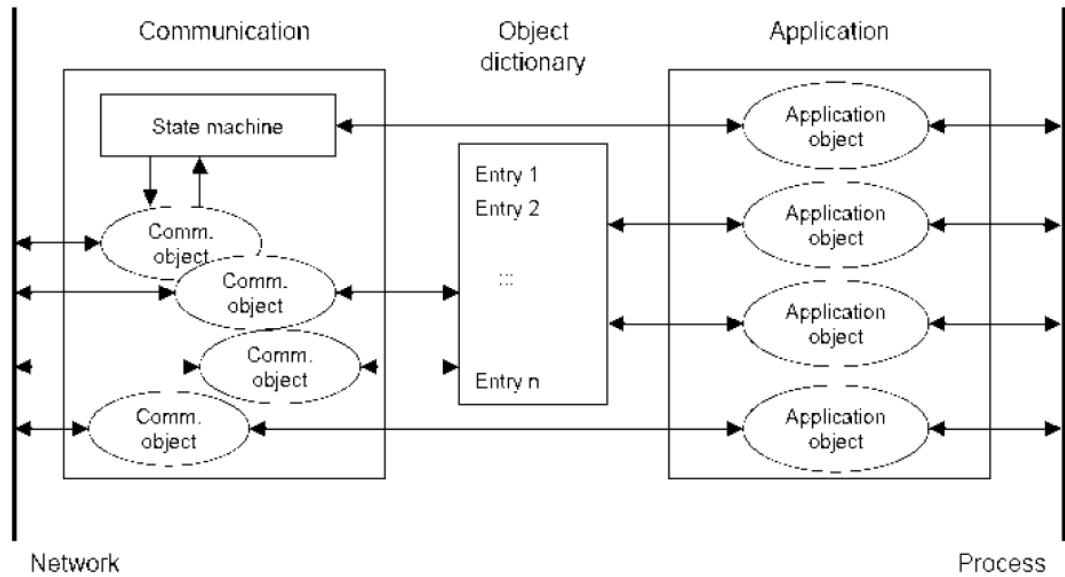 Communication
Object
dictionary
Application
State machine
Application
object
Entry 1
Entry 2
Application
object
Comm.
object
Comm.
object
:::
Application
object
Comm.
object
Entry n
Comm.
object
Application
object
Network
Process